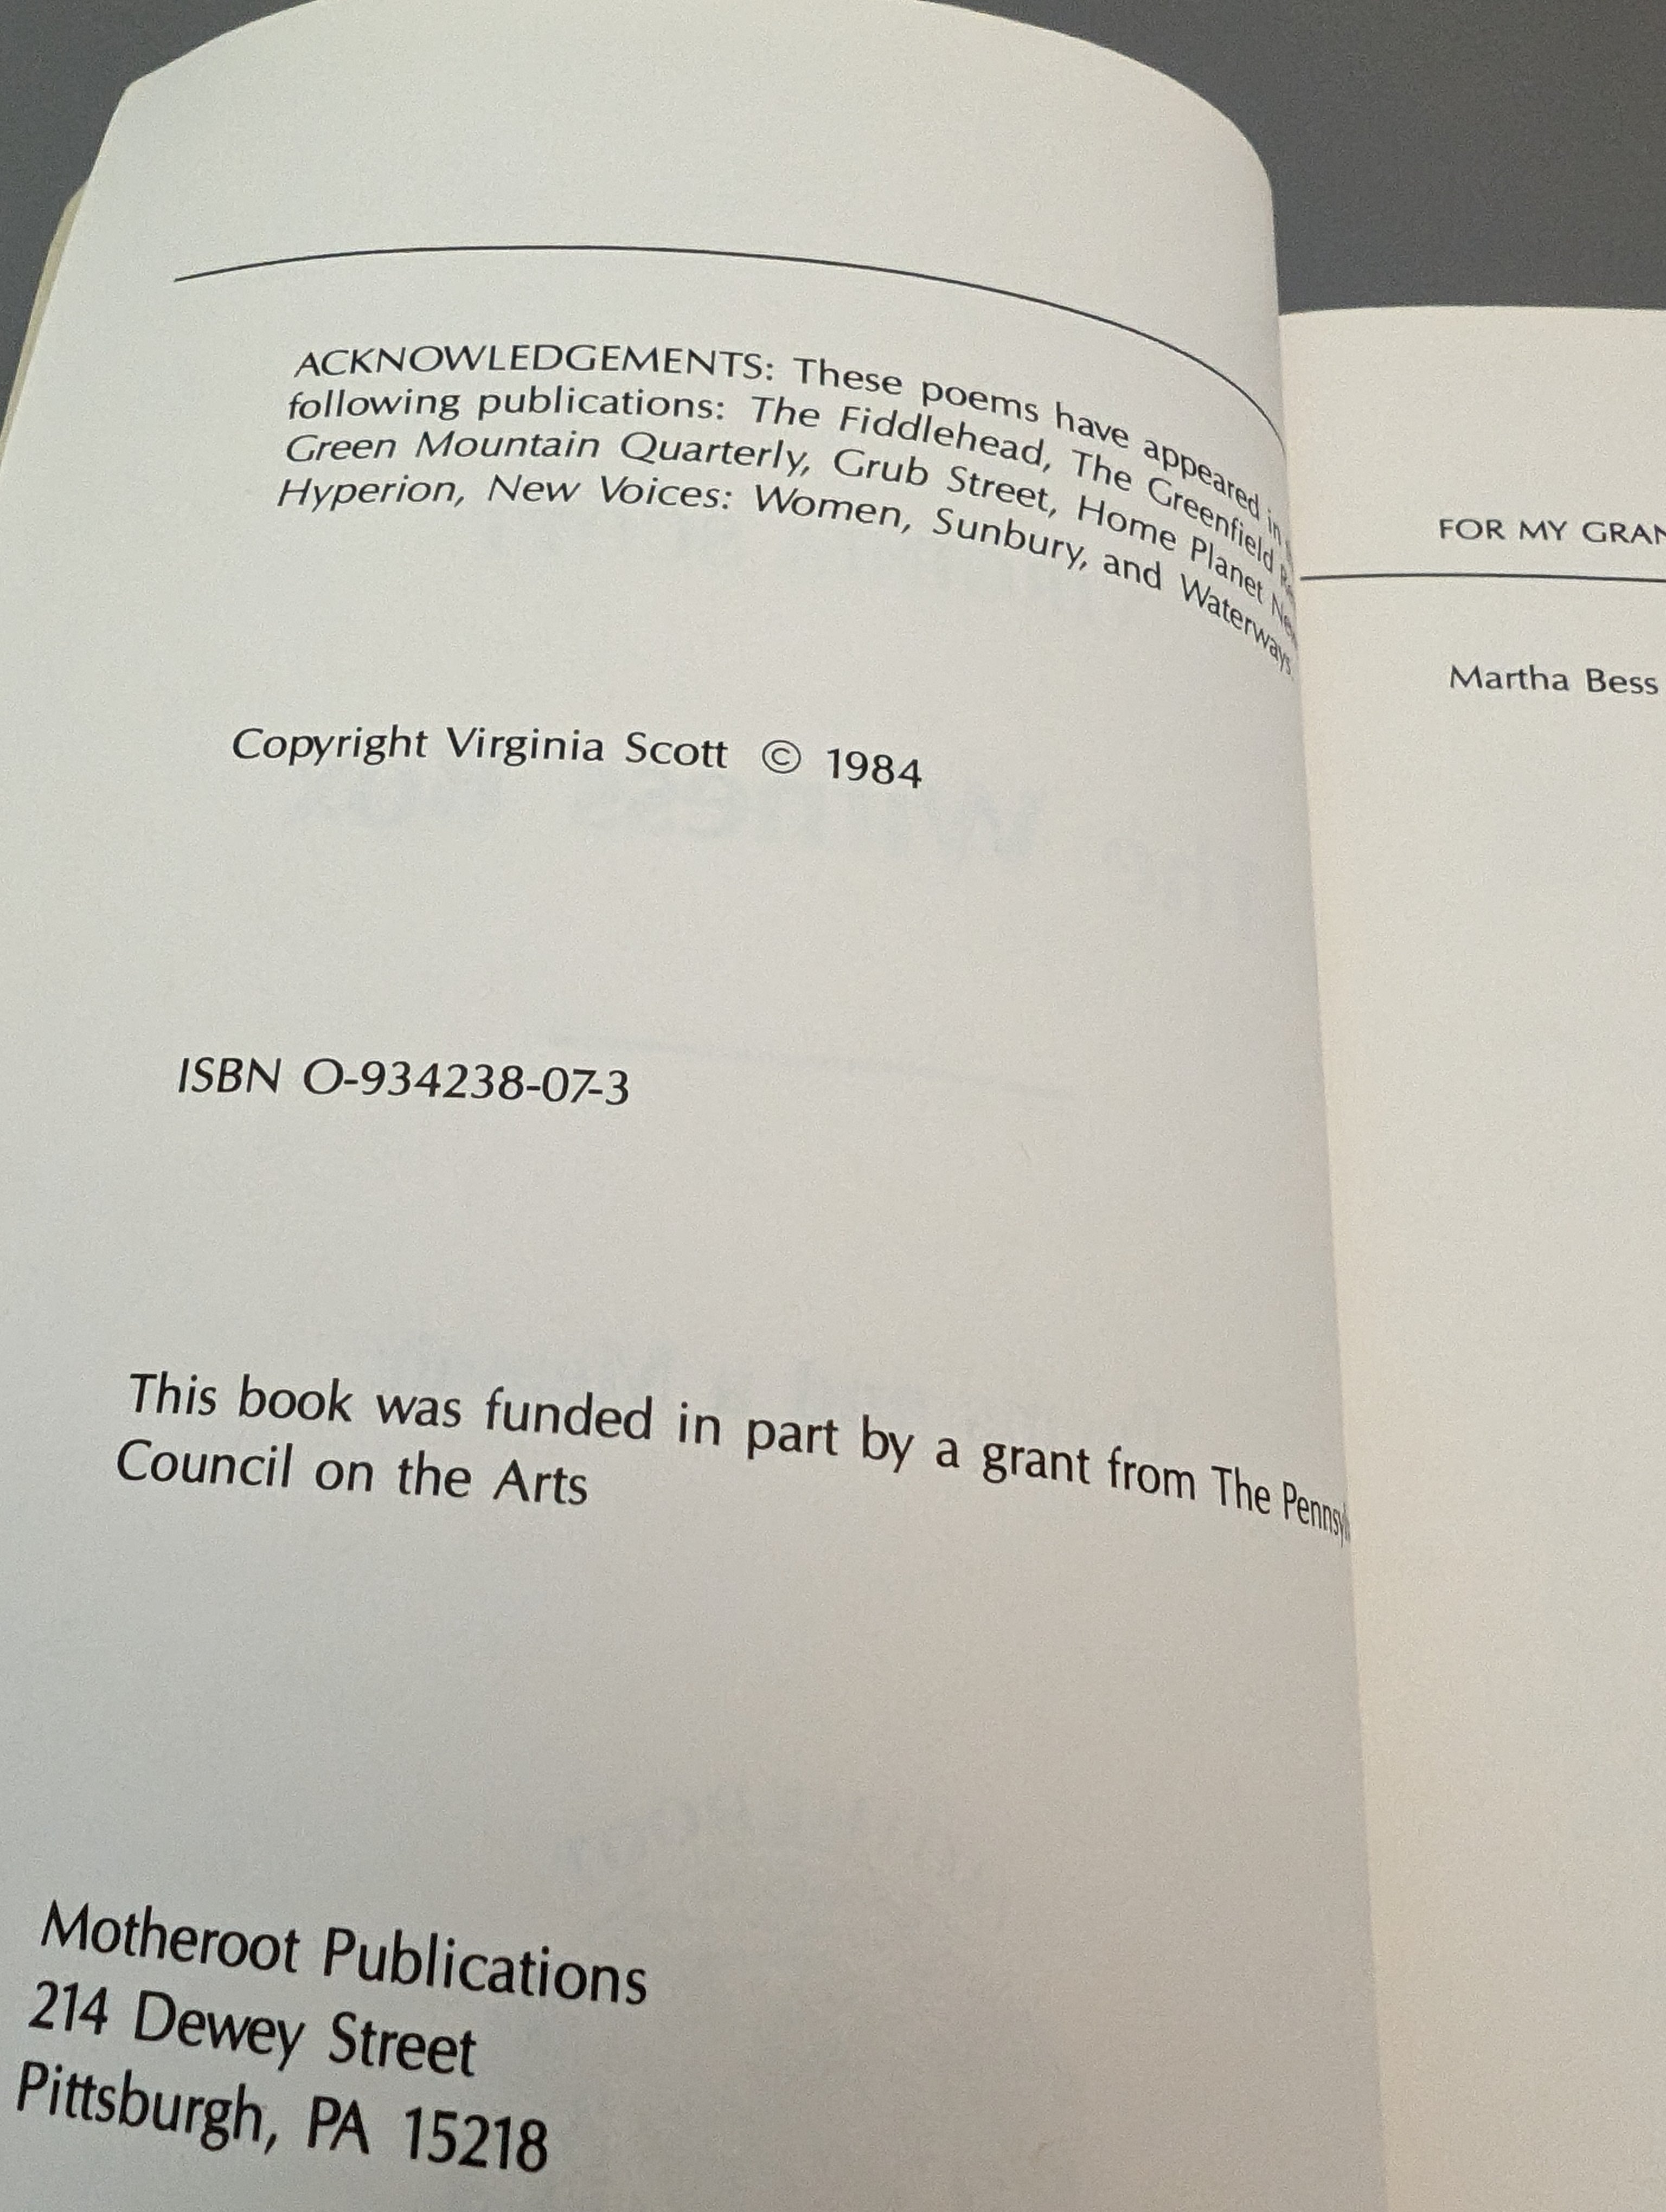 ACKNOWLEDGEMENTS: These poems have appeared in
following publications: The Fiddlehead, The Greenfield
Green Mountain Quarterly, Grub Street, Home Planet
Hyperion, New Voices: Women, Sunbury, and Waterways.
Copyright Virginia Scott © 1984
ISBN O-934238-07-3
This book was funded in part by a grant from The
Council on the Arts
Motheroot Publications
214 Dewey Street
Pittsburgh, PA 15218
FOR MY
Martha Bess